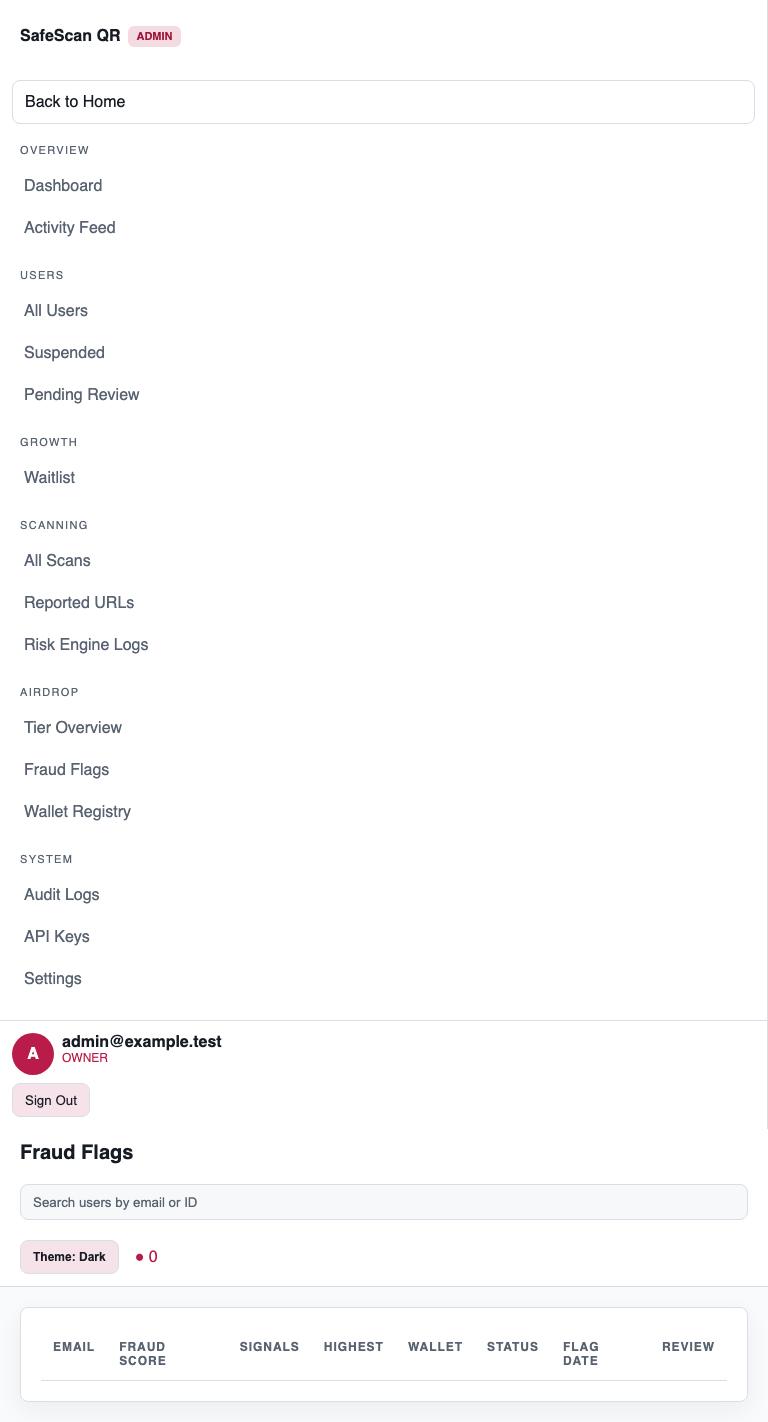 SafeScan QR ADMIN
Back to Home
OVERVIEW
Dashboard
Activity Feed
USERS
All Users
Suspended
Pending Review
GROWTH
Waitlist
SCANNING
All Scans
Reported URLs
Risk Engine Logs
AIRDROP
Tier Overview
Fraud Flags
Wallet Registry
SYSTEM
Audit Logs
API Keys
Settings
A
admin@example.test
OWNER
Sign Out
Fraud Flags
Search users by email or ID
Theme: Dark ● 0
EMAIL FRAUD SIGNALS HIGHEST WALLET STATUS FLAG REVIEW
SCORE DATE